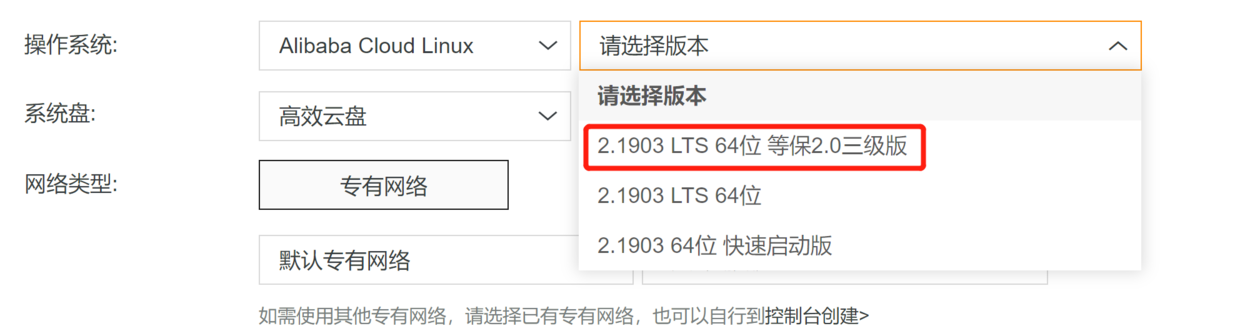 操作系统:
Alibaba Cloud Linux
请选择版本
请选择版本
系统盘:
高效云盘
2.1903 LTS 64位 等保2.0三级版
网络类型:
专有网络
2.1903 LTS 64位
2.1903 64位 快速启动版
默认专有网络
如需使用其他专有网络，请选择已有专有网络，也可以自行到控制台创建>